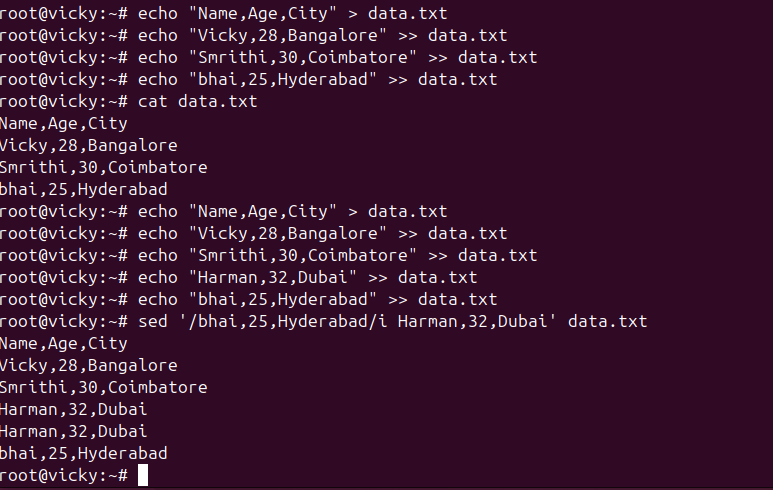 root@vicky:~# echo "Name,Age,City" > data.txt
root@vicky:~# echo "Vicky,28,Bangalore" >> data.txt
root@vicky:~# echo "Smrithi,30,Coimbatore" >> data.txt
root@vicky:~# echo "bhai,25,Hyderabad" >> data.txt
root@vicky:~# cat data.txt
Name,Age,City
Vicky,28,Bangalore
Smrithi,30,Coimbatore
bhai,25,Hyderabad
root@vicky:~# echo "Name,Age,City" > data.txt
root@vicky:~# echo "Vicky,28,Bangalore" >> data.txt
root@vicky:~# echo "Smrithi,30,Coimbatore" >> data.txt
root@vicky:~# echo "Harman,32,Dubai" >> data.txt
root@vicky:~# echo "bhai,25,Hyderabad" >> data.txt
root@vicky:~# sed '/bhai,25,Hyderabad/i Harman,32,Dubai' data.txt
Name,Age,City
Vicky,28,Bangalore
Smrithi,30,Coimbatore
Harman,32,Dubai
Harman,32,Dubai
bhai,25,Hyderabad
root@vicky:~#